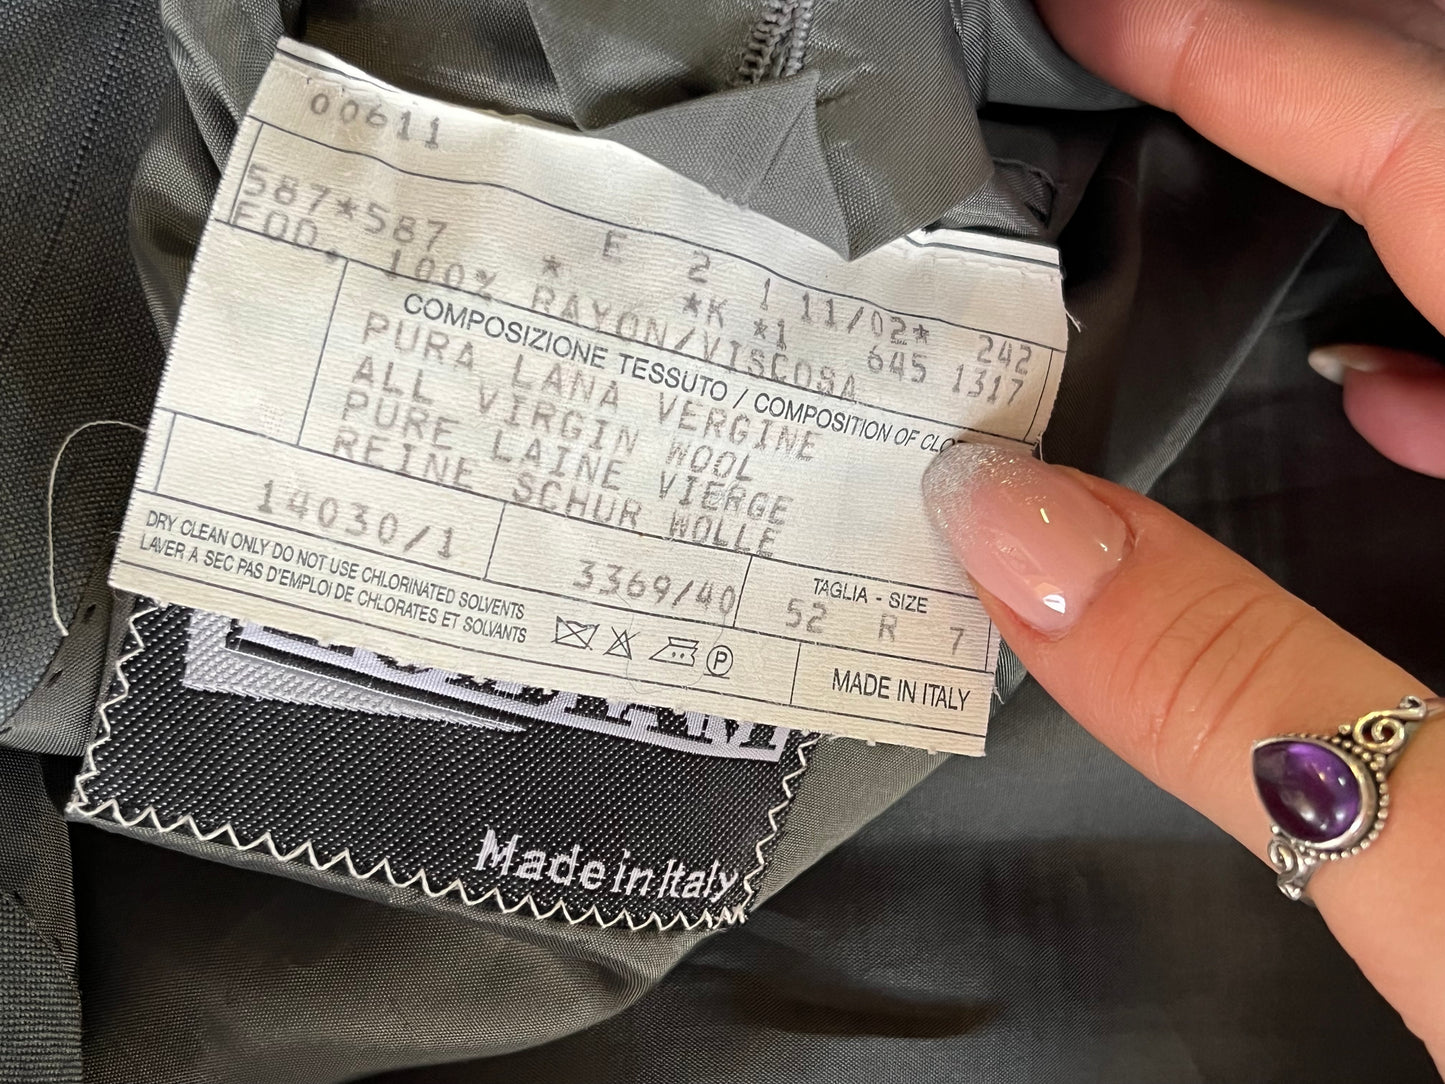 00611
587*587 E 2 1 11/02* 242
* *K *1 645 1317
FOD. 100% RAYON/VISCOSA
COMPOSIZIONE TESSUTO / COMPOSITION OF
PURA LANA VERGINE
ALL VIRGIN WOOL
PURE LAINE VIERGE
REINE SCHUR WOLLE
14030/1 3369/40
TAGLIA - SIZE
52 R 7
DRY CLEAN ONLY DO NOT USE CHLORINATED SOLVENTS
LAVER A SEC PAS D'EMPLOI DE CHLORATES ET SOLVANTS
P
MADE IN ITALY
Made in Italy